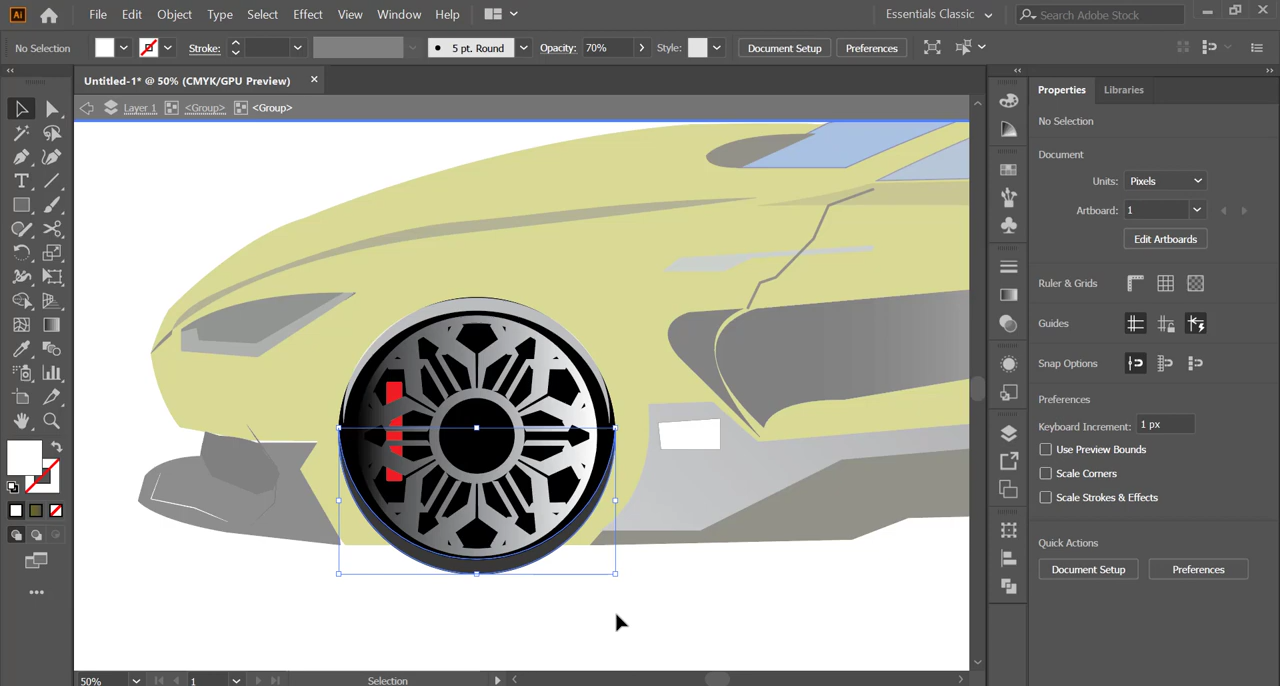 Ai File Edit Object Type Select Effect View Window Help Essentials Classic Search Adobe Stock
No Selection Stroke: 5 pt. Round Opacity: 70% Style: Document Setup Preferences
Untitled-1* @ 50% (CMYK/GPU Preview)
Layer 1 <Group> <Group>
Properties Libraries
No Selection
Document
Units: Pixels
Artboard: 1
Edit Artboards
Ruler & Grids
Guides
Snap Options
Preferences
Keyboard Increment: 1 px
Use Preview Bounds
Scale Corners
Scale Strokes & Effects
Quick Actions
Document Setup Preferences
50% 1 Selection